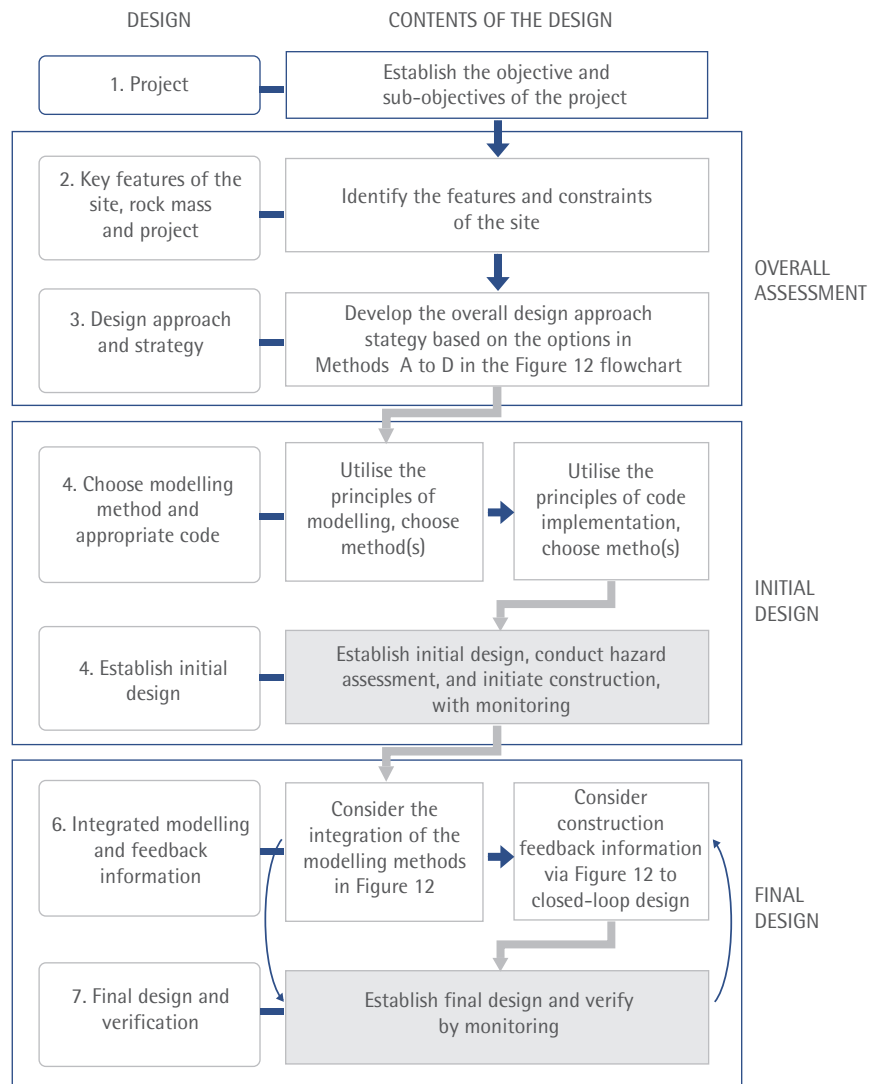 DESIGN
CONTENTS OF THE DESIGN
1. Project
Establish the objective and
sub-objectives of the project
2. Key features of the
site, rock mass
and project
Identify the features and constraints
of the site
3. Design approach
and strategy
Develop the overall design approach
stategy based on the options in
Methods A to D in the Figure 12 flowchart
OVERALL
ASSESSMENT
4. Choose modelling
method and
appropriate code
Utilise the
principles of
modelling, choose
method(s)
Utilise the
principles of code
implementation,
choose metho(s)
4. Establish initial
design
Establish initial design, conduct hazard
assessment, and initiate construction,
with monitoring
INITIAL
DESIGN
6. Integrated modelling
and feedback
information
Consider the
integration of the
modelling methods
in Figure 12
Consider
construction
feedback information
via Figure 12 to
closed-loop design
7. Final design and
verification
Establish final design and verify
by monitoring
FINAL
DESIGN